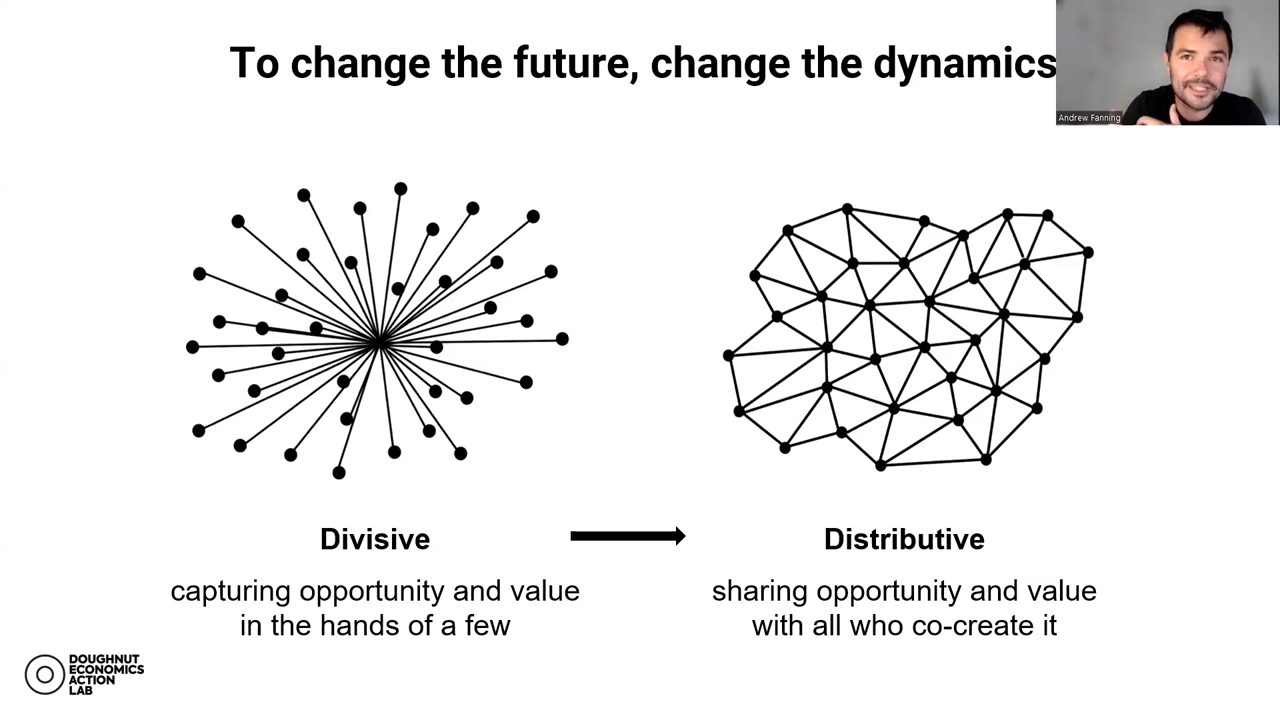 To change the future, change the dynamics
Andrew Fanning
Divisive
capturing opportunity and value
in the hands of a few
Distributive
sharing opportunity and value
with all who co-create it
DOUGHNUT
ECONOMICS
ACTION
LAB